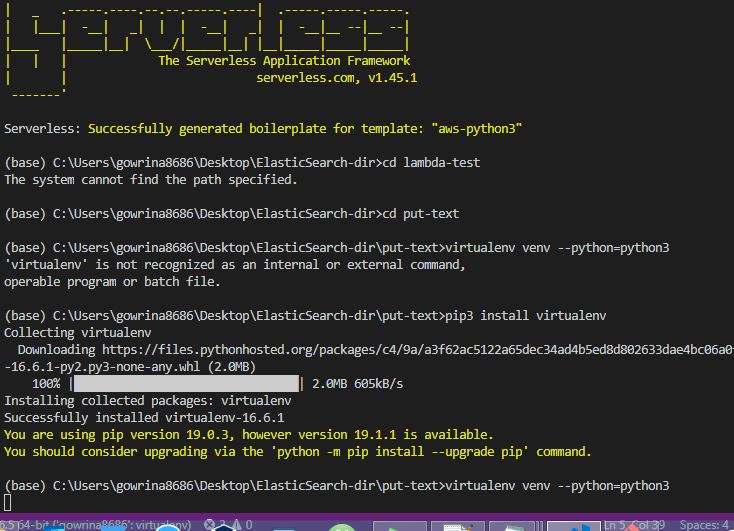 The Serverless Application Framework
serverless.com, v1.45.1
Serverless: Successfully generated boilerplate for template: "aws-python3"
(base) C:\Users\gowrina8686\Desktop\ElasticSearch-dir>cd lambda-test
The system cannot find the path specified.
(base) C:\Users\gowrina8686\Desktop\ElasticSearch-dir>cd put-text
(base) C:\Users\gowrina8686\Desktop\ElasticSearch-dir\put-text>virtualenv venv --python=python3
'virtualenv' is not recognized as an internal or external command,
operable program or batch file.
(base) C:\Users\gowrina8686\Desktop\ElasticSearch-dir\put-text>pip3 install virtualenv
Collecting virtualenv
Downloading https://files.pythonhosted.org/packages/c4/9a/a3f62ac5122a65dec34ad4b5ed8d802633dae4bc06a0
-16.6.1-py2.py3-none-any.whl (2.0MB)
100% |████████████████████████████████| 2.0MB 605kB/s
Installing collected packages: virtualenv
Successfully installed virtualenv-16.6.1
You are using pip version 19.0.3, however version 19.1.1 is available.
You should consider upgrading via the 'python -m pip install --upgrade pip' command.
(base) C:\Users\gowrina8686\Desktop\ElasticSearch-dir\put-text>virtualenv venv --python=python3
6.5 64-bit ('gowrina8686': virtualenv) 0 Ln 5, Col 39 Spaces: 4